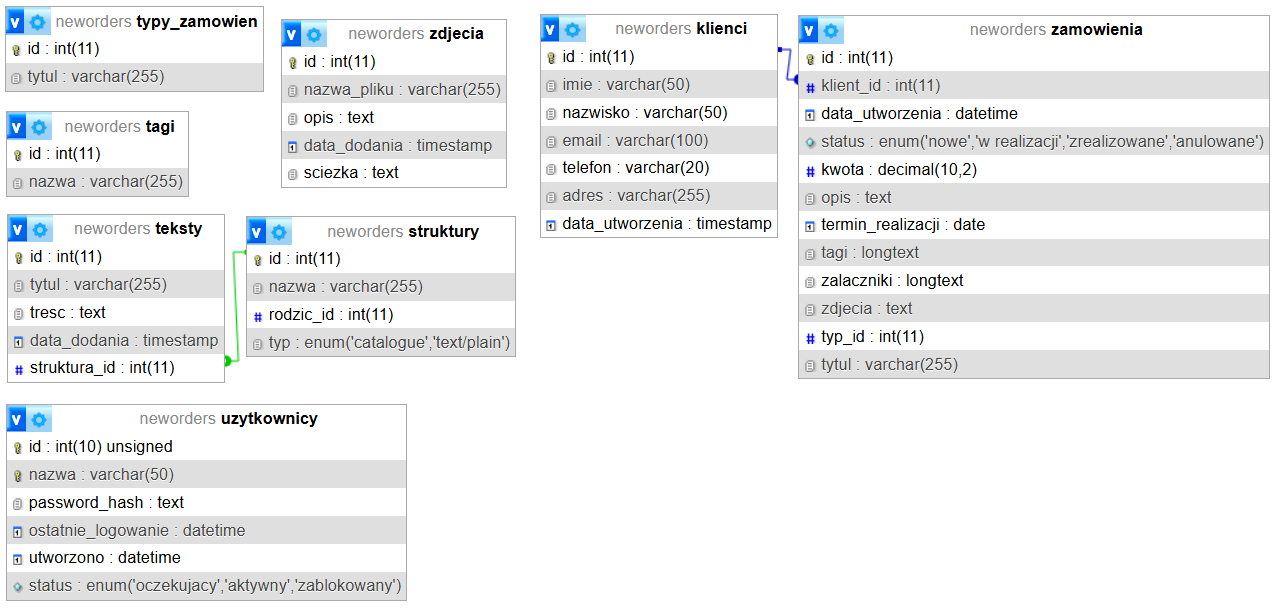 v neworders typy_zamowien
id : int(11)
tytul : varchar(255)
v neworders tagi
id : int(11)
nazwa : varchar(255)
v neworders teksty
id : int(11)
tytul : varchar(255)
tresc : text
data_dodania : timestamp
# struktura_id : int(11)
v neworders zdjecia
id : int(11)
nazwa_pliku : varchar(255)
opis : text
data_dodania : timestamp
sciezka : text
v neworders struktury
id : int(11)
nazwa : varchar(255)
# rodzic_id : int(11)
typ : enum('catalogue','text/plain')
v neworders klienci
id : int(11)
imie : varchar(50)
nazwisko : varchar(50)
email : varchar(100)
telefon : varchar(20)
adres : varchar(255)
data_utworzenia : timestamp
v neworders zamowienia
id : int(11)
# klient_id : int(11)
data_utworzenia : datetime
status : enum('nowe','w realizacji','zrealizowane','anulowane')
# kwota : decimal(10,2)
opis : text
termin_realizacji : date
tagi : longtext
zalaczniki : longtext
zdjecia : text
# typ_id : int(11)
tytul : varchar(255)
v neworders uzytkownicy
id : int(10) unsigned
nazwa : varchar(50)
password_hash : text
ostatnie_logowanie : datetime
utworzono : datetime
status : enum('oczekujacy','aktywny','zablokowany')